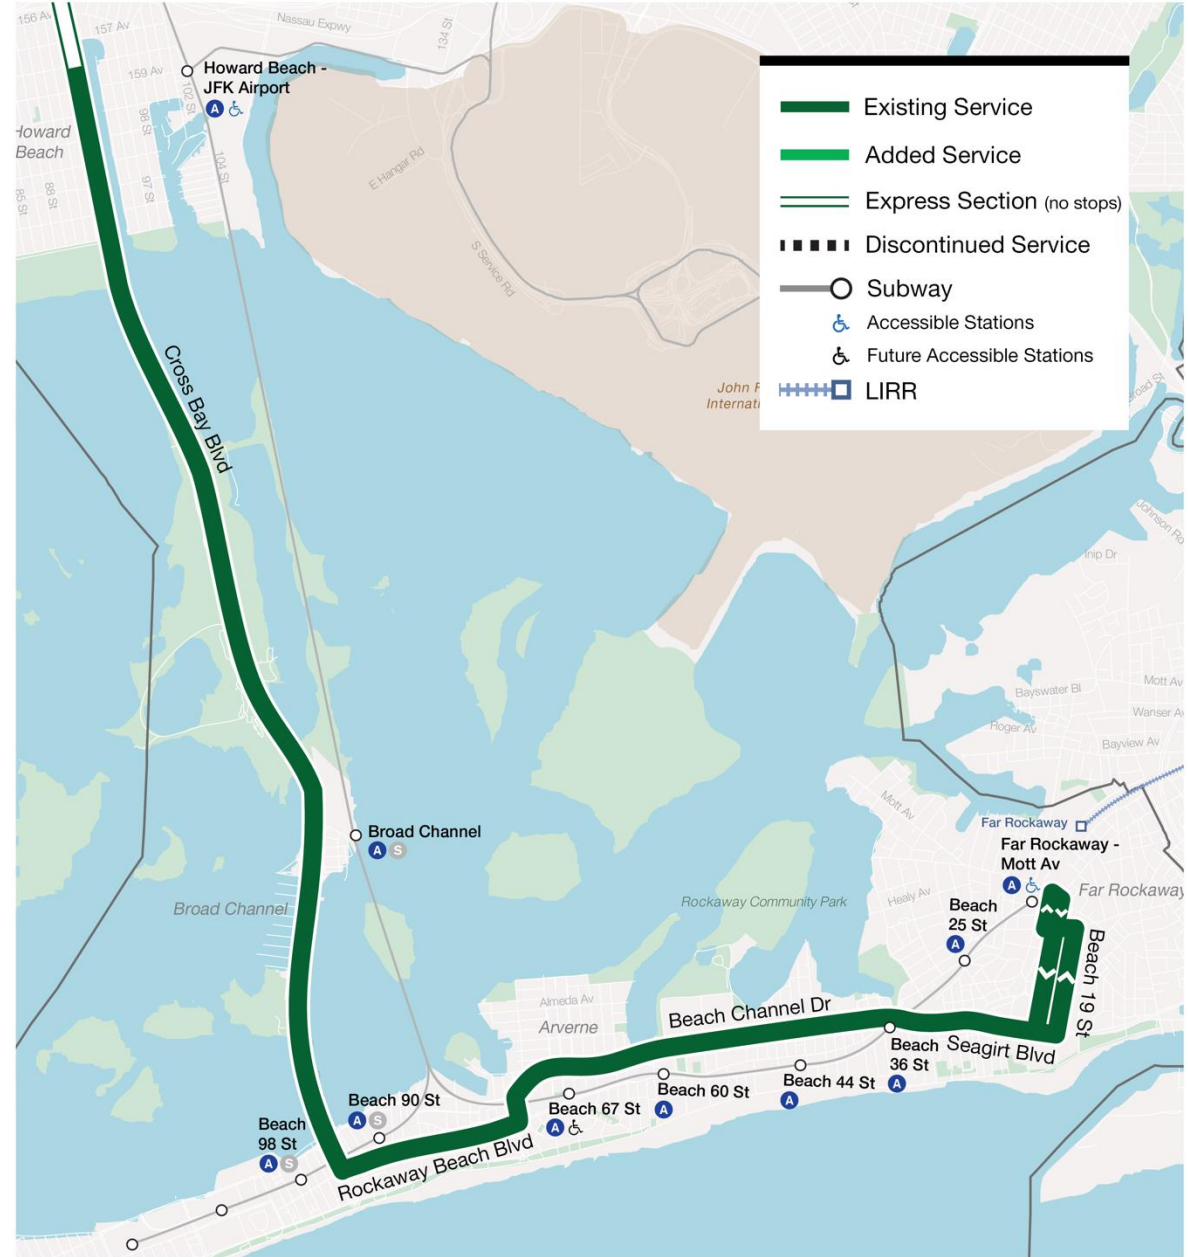 156 Av
157 Av
Nassau Expwy
134 St
159 Av
102 St
Howard Beach -
JFK Airport
A
Howard
Beach
98 St
97 St
88 St
85 St
104 St
E Hangar Rd
S Service Rd
Existing Service
Added Service
Express Section (no stops)
Discontinued Service
Subway
Accessible Stations
Future Accessible Stations
LIRR
Cross Bay Blvd
John F
Internati
Johnson Rd
Inip Dr
Bayswater Bl
Mott Av
Roger Av
Wanser Av
Bayview Av
Mott Av
Broad Channel
A S
Far Rockaway
Far Rockaway -
Mott Av
A
Far Rockaway
Broad Channel
Rockaway Community Park
Healy Av
Beach
25 St
A
Beach 19 St
Almeda Av
Arverne
Beach Channel Dr
Seagirt Blvd
Beach
36 St
A
Beach 44 St
A
Beach 60 St
A
Beach 67 St
A
Beach 90 St
A S
Beach
98 St
A S
Rockaway Beach Blvd